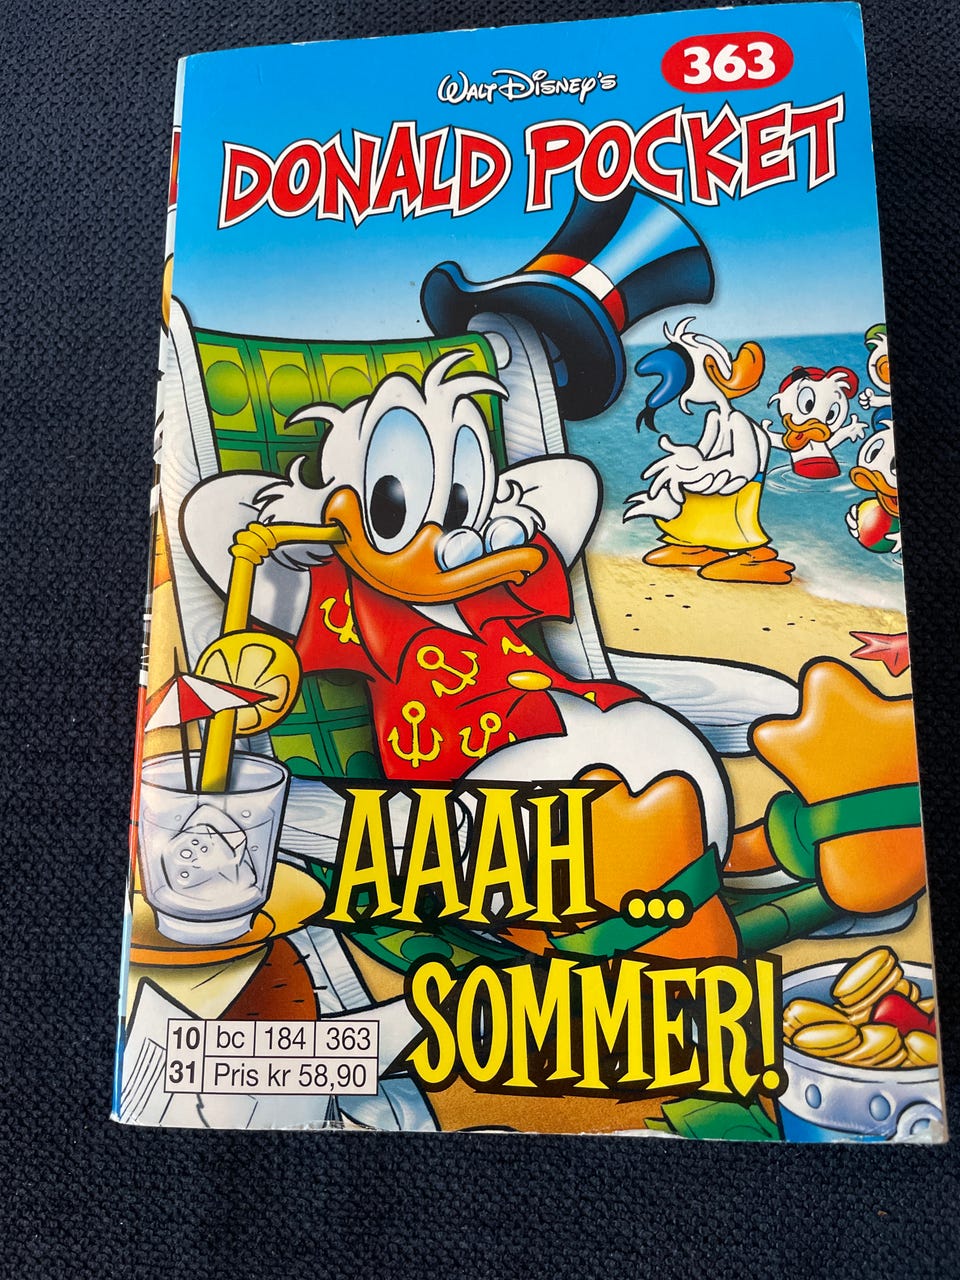 363
WALT DISNEY'S
DONALD POCKET
AAAH ...
SOMMER!
10 bc 184 363
31 Pris kr 58,90